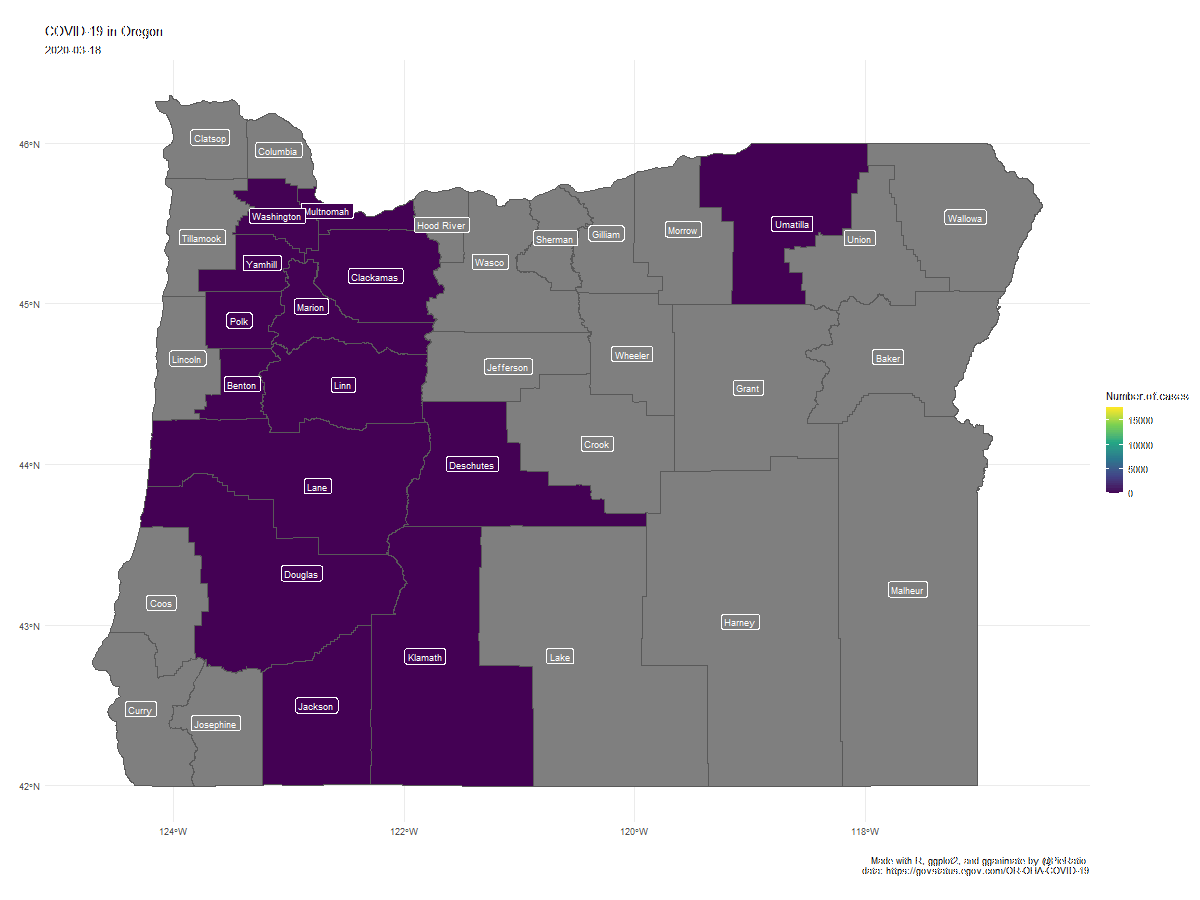 COVID-19 in Oregon
2020-03-18
46°N
45°N
44°N
43°N
42°N
Clatsop
Columbia
Washington
Multnomah
Tillamook
Hood River
Sherman
Gilliam
Morrow
Umatilla
Union
Wallowa
Yamhill
Clackamas
Wasco
Marion
Polk
Lincoln
Benton
Linn
Jefferson
Wheeler
Grant
Baker
Crook
Deschutes
Lane
Douglas
Coos
Klamath
Lake
Harney
Malheur
Curry
Josephine
Jackson
Number of cases
15000
10000
5000
0
124°W
122°W
120°W
118°W
Made with R, ggplot2, and gganimate by @PieRatio
data: https://govstatus.egov.com/OR-OHA-COVID-19